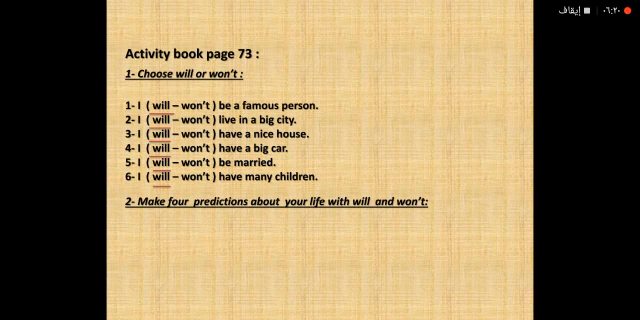 ٠٦:٢٠ إيقاف
Activity book page 73 :
1- Choose will or won't :
1- I ( will – won't ) be a famous person.
2- I ( will – won't ) live in a big city.
3- I ( will – won't ) have a nice house.
4- I ( will – won't ) have a big car.
5- I ( will – won't ) be married.
6- I ( will – won't ) have many children.
2- Make four predictions about your life with will and won't: